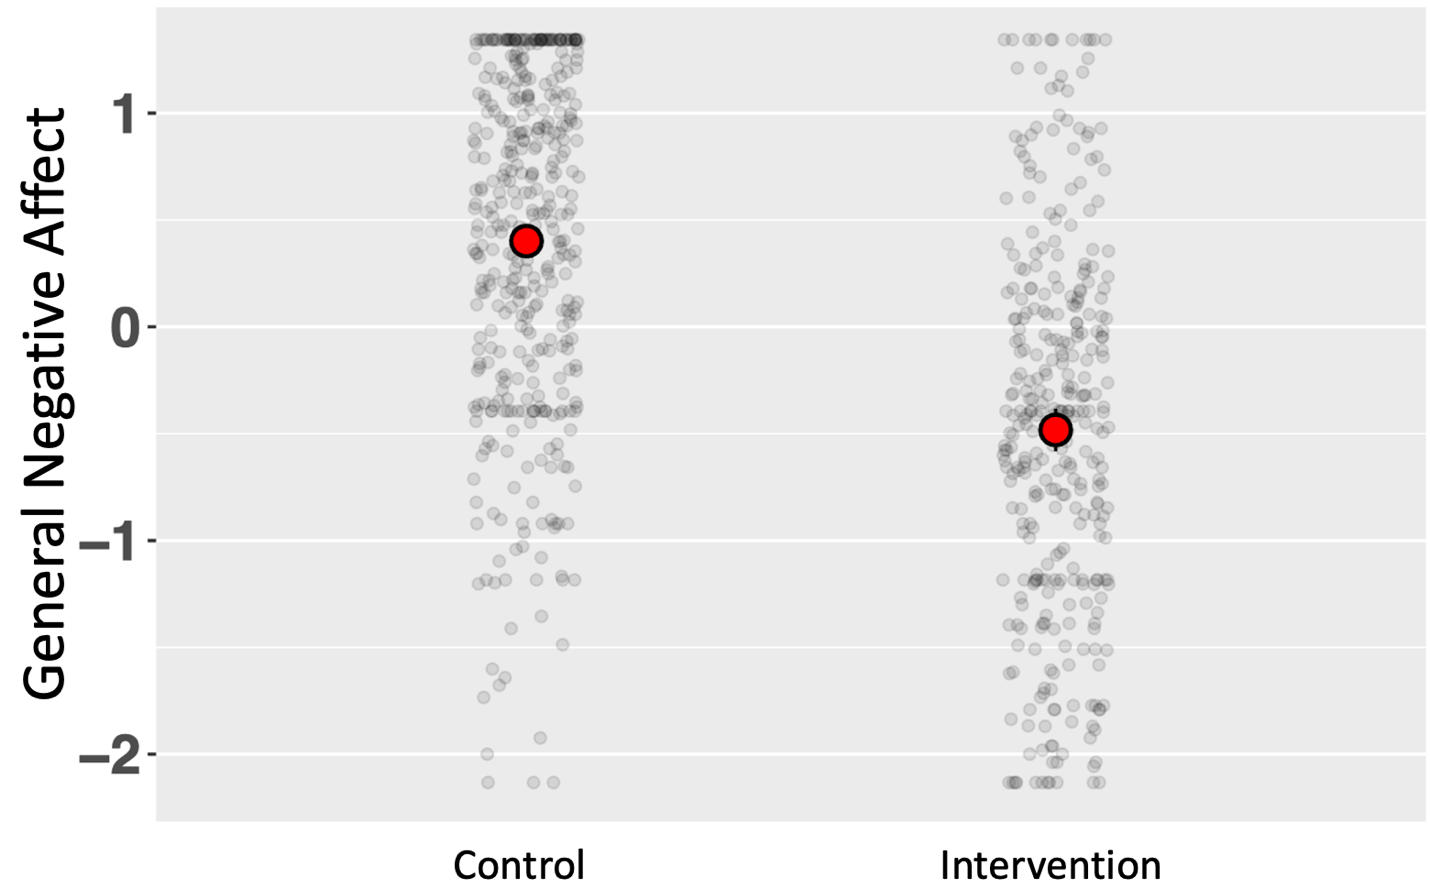 General Negative Affect
1
0
−1
−2
Control
Intervention